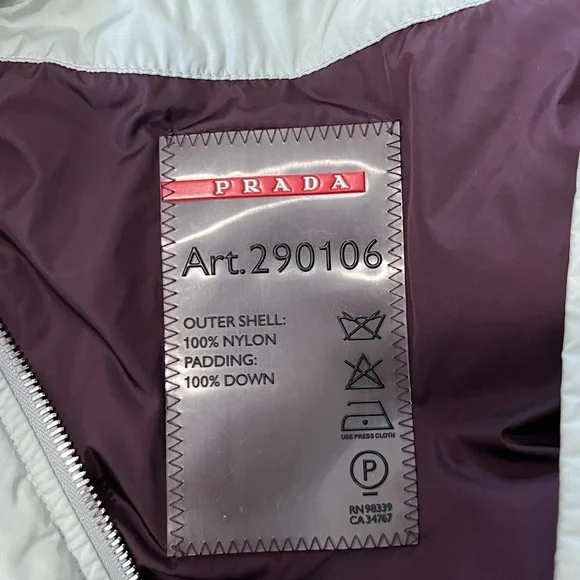 PRADA
Art.290106
OUTER SHELL:
100% NYLON
PADDING:
100% DOWN
USE PRESS CLOTH
P
RN 98339
CA 34767